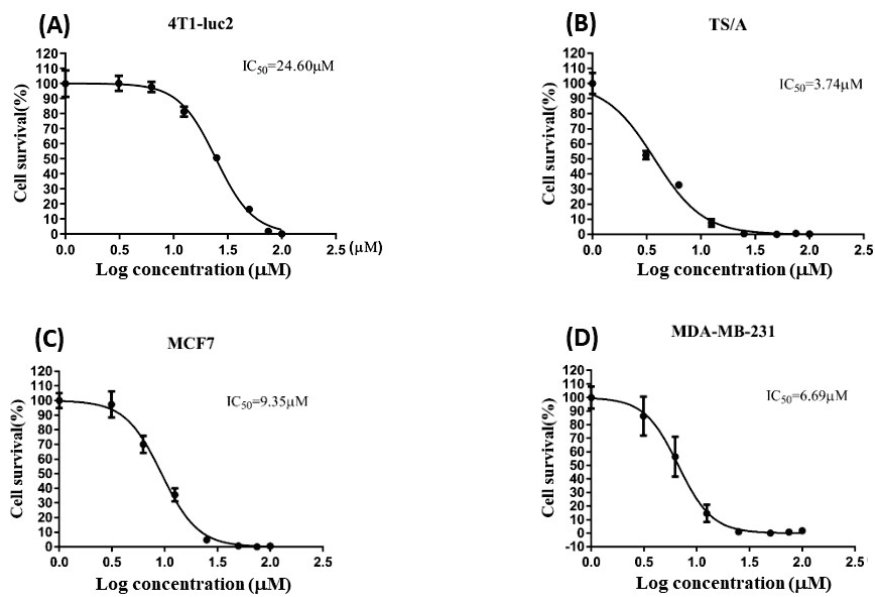 (A)
4T1-luc2
IC50=24.60μM
Cell survival(%)
120
110
100
90
80
70
60
50
40
30
20
10
0
0.0 0.5 1.0 1.5 2.0 2.5 (μM)
Log concentration (μM)
(B)
TS/A
IC50=3.74μM
Cell survival(%)
120
110
100
90
80
70
60
50
40
30
20
10
0
0.0 0.5 1.0 1.5 2.0 2.5
Log concentration (μM)
(C)
MCF7
IC50=9.35μM
Cell survival(%)
120
110
100
90
80
70
60
50
40
30
20
10
0
0.0 0.5 1.0 1.5 2.0 2.5
Log concentration (μM)
(D)
MDA-MB-231
IC50=6.69μM
Cell survival(%)
120
110
100
90
80
70
60
50
40
30
20
10
0
-10
0.0 0.5 1.0 1.5 2.0 2.5
Log concentration (μM)